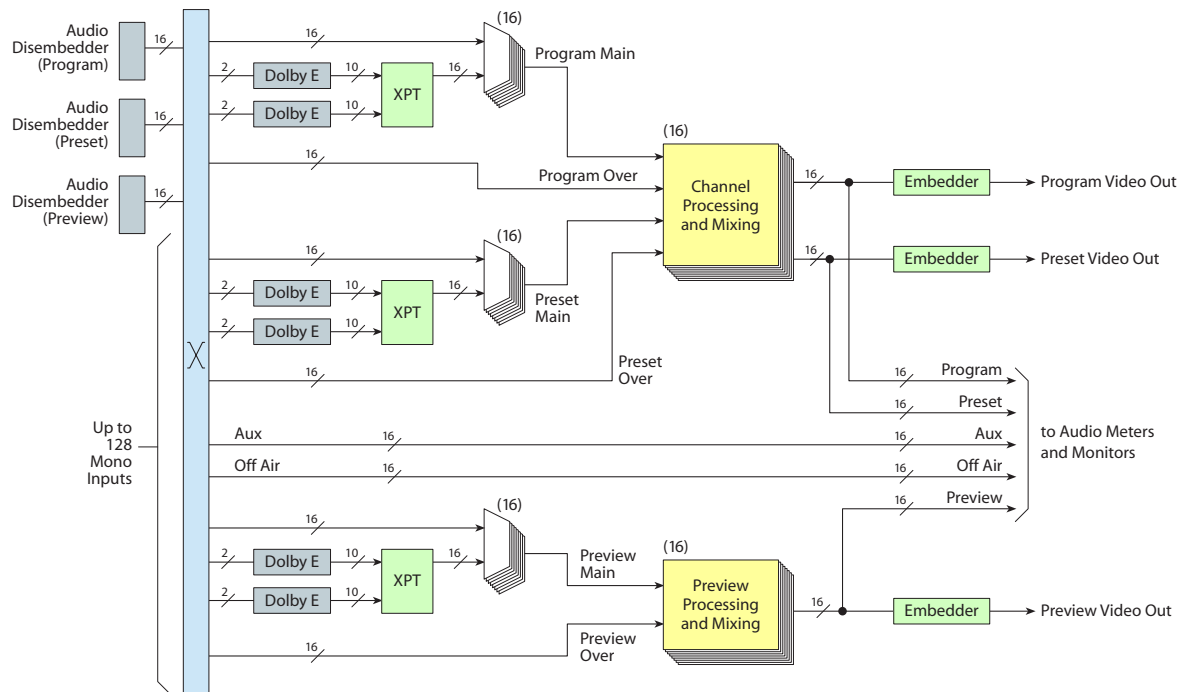 Audio
Disembedder
(Program)
16
Audio
Disembedder
(Preset)
16
Audio
Disembedder
(Preview)
16
Up to
128
Mono
Inputs
16
(16)
Program Main
2
Dolby E
10
XPT
16
2
Dolby E
10
16
Program Over
(16)
Channel
Processing
and Mixing
16
Embedder
Program Video Out
16
Embedder
Preset Video Out
16
(16)
2
Dolby E
10
XPT
16
Preset
Main
2
Dolby E
10
16
Preset
Over
16
Program
16
Preset
Aux
16
16
Aux
Off Air
16
16
Off Air
16
Preview
to Audio Meters
and Monitors
16
(16)
2
Dolby E
10
XPT
16
Preview
Main
2
Dolby E
10
16
Preview
Over
(16)
Preview
Processing
and Mixing
16
Embedder
Preview Video Out